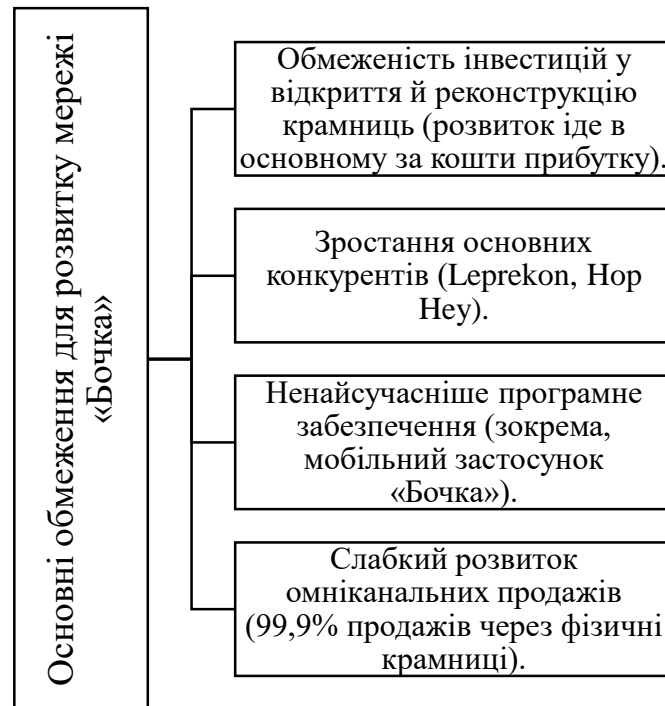 Основні обмеження для розвитку мережі
«Бочка»
Обмеженість інвестицій у
відкриття й реконструкцію
крамниць (розвиток іде в
основному за кошти прибутку).
Зростання основних
конкурентів (Leprekon, Hop
Hey).
Ненайсучасніше програмне
забезпечення (зокрема,
мобільний застосунок
«Бочка»).
Слабкий розвиток
омніканальних продажів
(99,9% продажів через фізичні
крамниці).